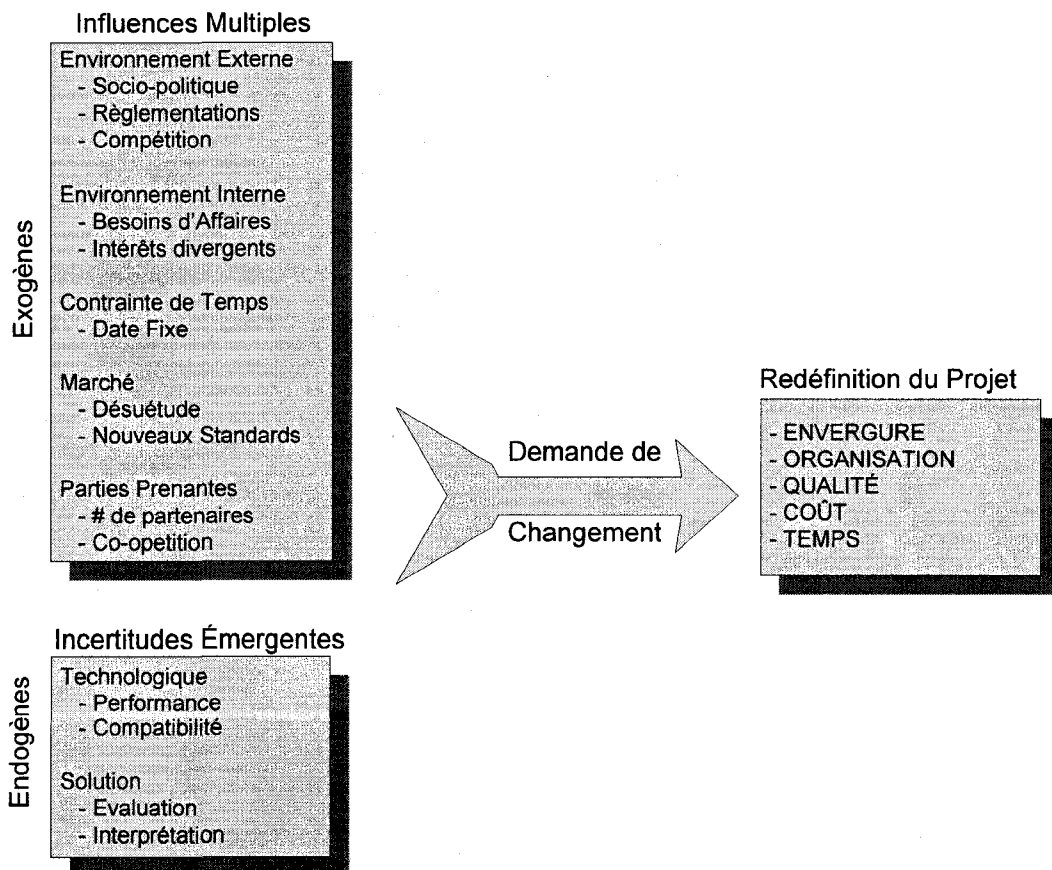 Influences Multiples
Exogènes
Environnement Externe
- Socio-politique
- Règlementations
- Compétition
Environnement Interne
- Besoins d'Affaires
- Intérêts divergents
Contrainte de Temps
- Date Fixe
Marché
- Désuétude
- Nouveaux Standards
Parties Prenantes
- # de partenaires
- Co-opetition
Demande de
Changement
Redéfinition du Projet
- ENVERGURE
- ORGANISATION
- QUALITÉ
- COÛT
- TEMPS
Incertitudes Émergentes
Endogènes
Technologique
- Performance
- Compatibilité
Solution
- Evaluation
- Interprétation